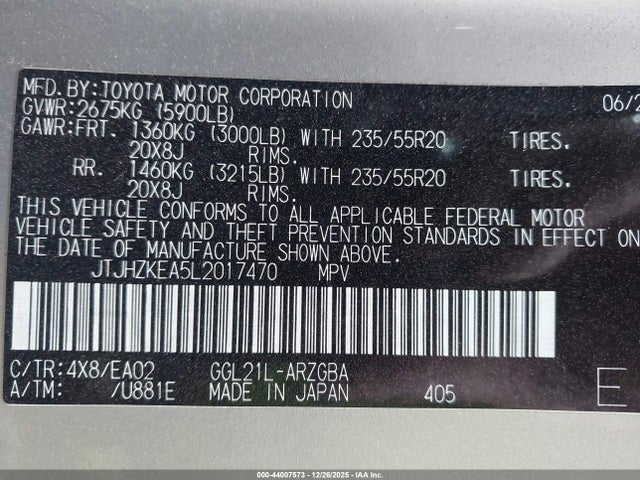 MFD.BY:TOYOTA MOTOR CORPORATION 06/2
GVWR:2675KG (5900LB)
GAWR:FRT. 1360KG (3000LB) WITH 235/55R20 TIRES.
20X8J RIMS.
RR. 1460KG (3215LB) WITH 235/55R20 TIRES.
20X8J RIMS.
THIS VEHICLE CONFORMS TO ALL APPLICABLE FEDERAL MOTOR
VEHICLE SAFETY AND THEFT PREVENTION STANDARDS IN EFFECT ON
THE DATE OF MANUFACTURE SHOWN ABOVE.
JTJHZKEA5L2017470 MPV
C/TR:4X8/EA02 GGL21L-ARZGBA
A/TM: /U881E MADE IN JAPAN 405 E
000-44007573 - 12/26/2025 - IAA Inc.